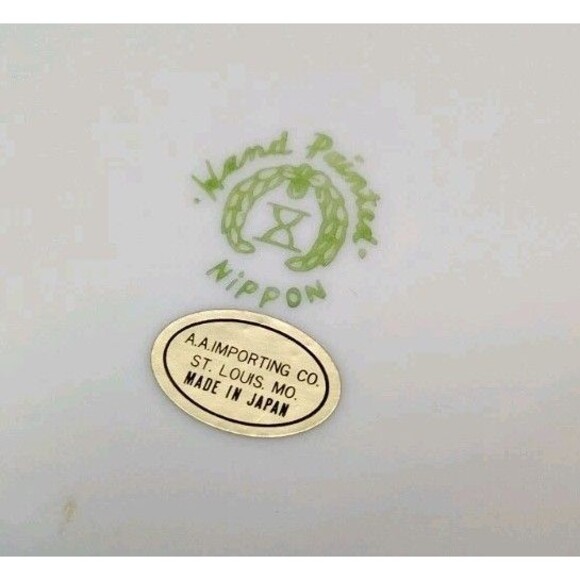 · Hand Painted ·
NiPPON
A.A.IMPORTING CO.
ST. LOUIS. MO.
MADE IN JAPAN